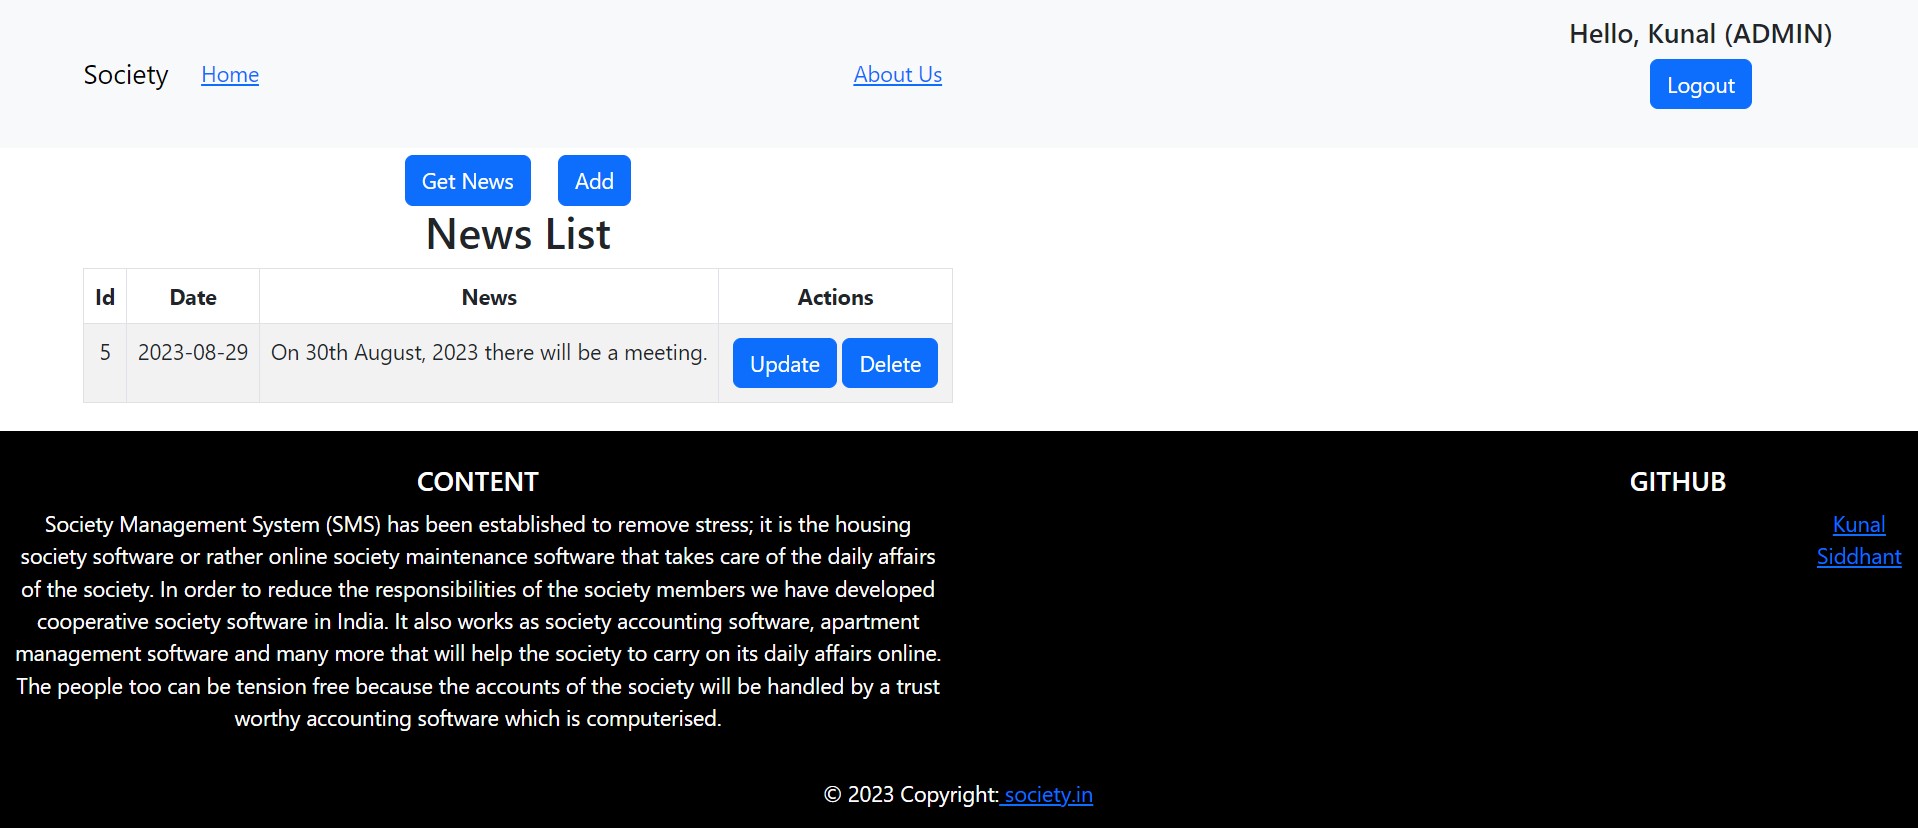 Hello, Kunal (ADMIN)
Society Home About Us Logout
Get News Add
News List
Id Date News Actions
5 2023-08-29 On 30th August, 2023 there will be a meeting. Update Delete
CONTENT
Society Management System (SMS) has been established to remove stress; it is the housing
society software or rather online society maintenance software that takes care of the daily affairs
of the society. In order to reduce the responsibilities of the society members we have developed
cooperative society software in India. It also works as society accounting software, apartment
management software and many more that will help the society to carry on its daily affairs online.
The people too can be tension free because the accounts of the society will be handled by a trust
worthy accounting software which is computerised.
GITHUB
Kunal
Siddhant
© 2023 Copyright: society.in